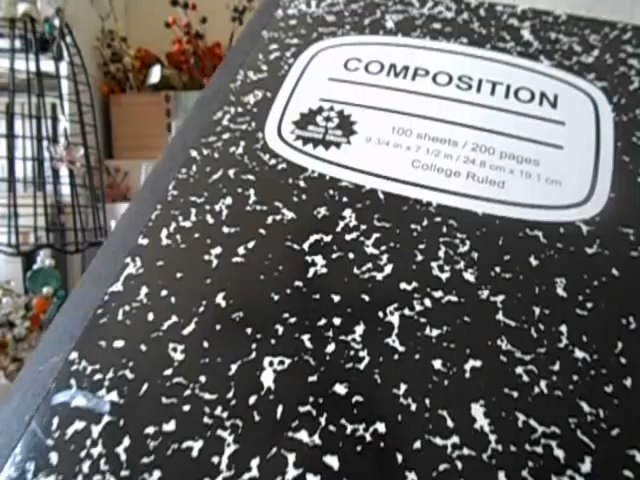 COMPOSITION
100 sheets / 200 pages
9 3/4 in x 7 1/2 in / 24.8 cm x 19.1 cm
College Ruled